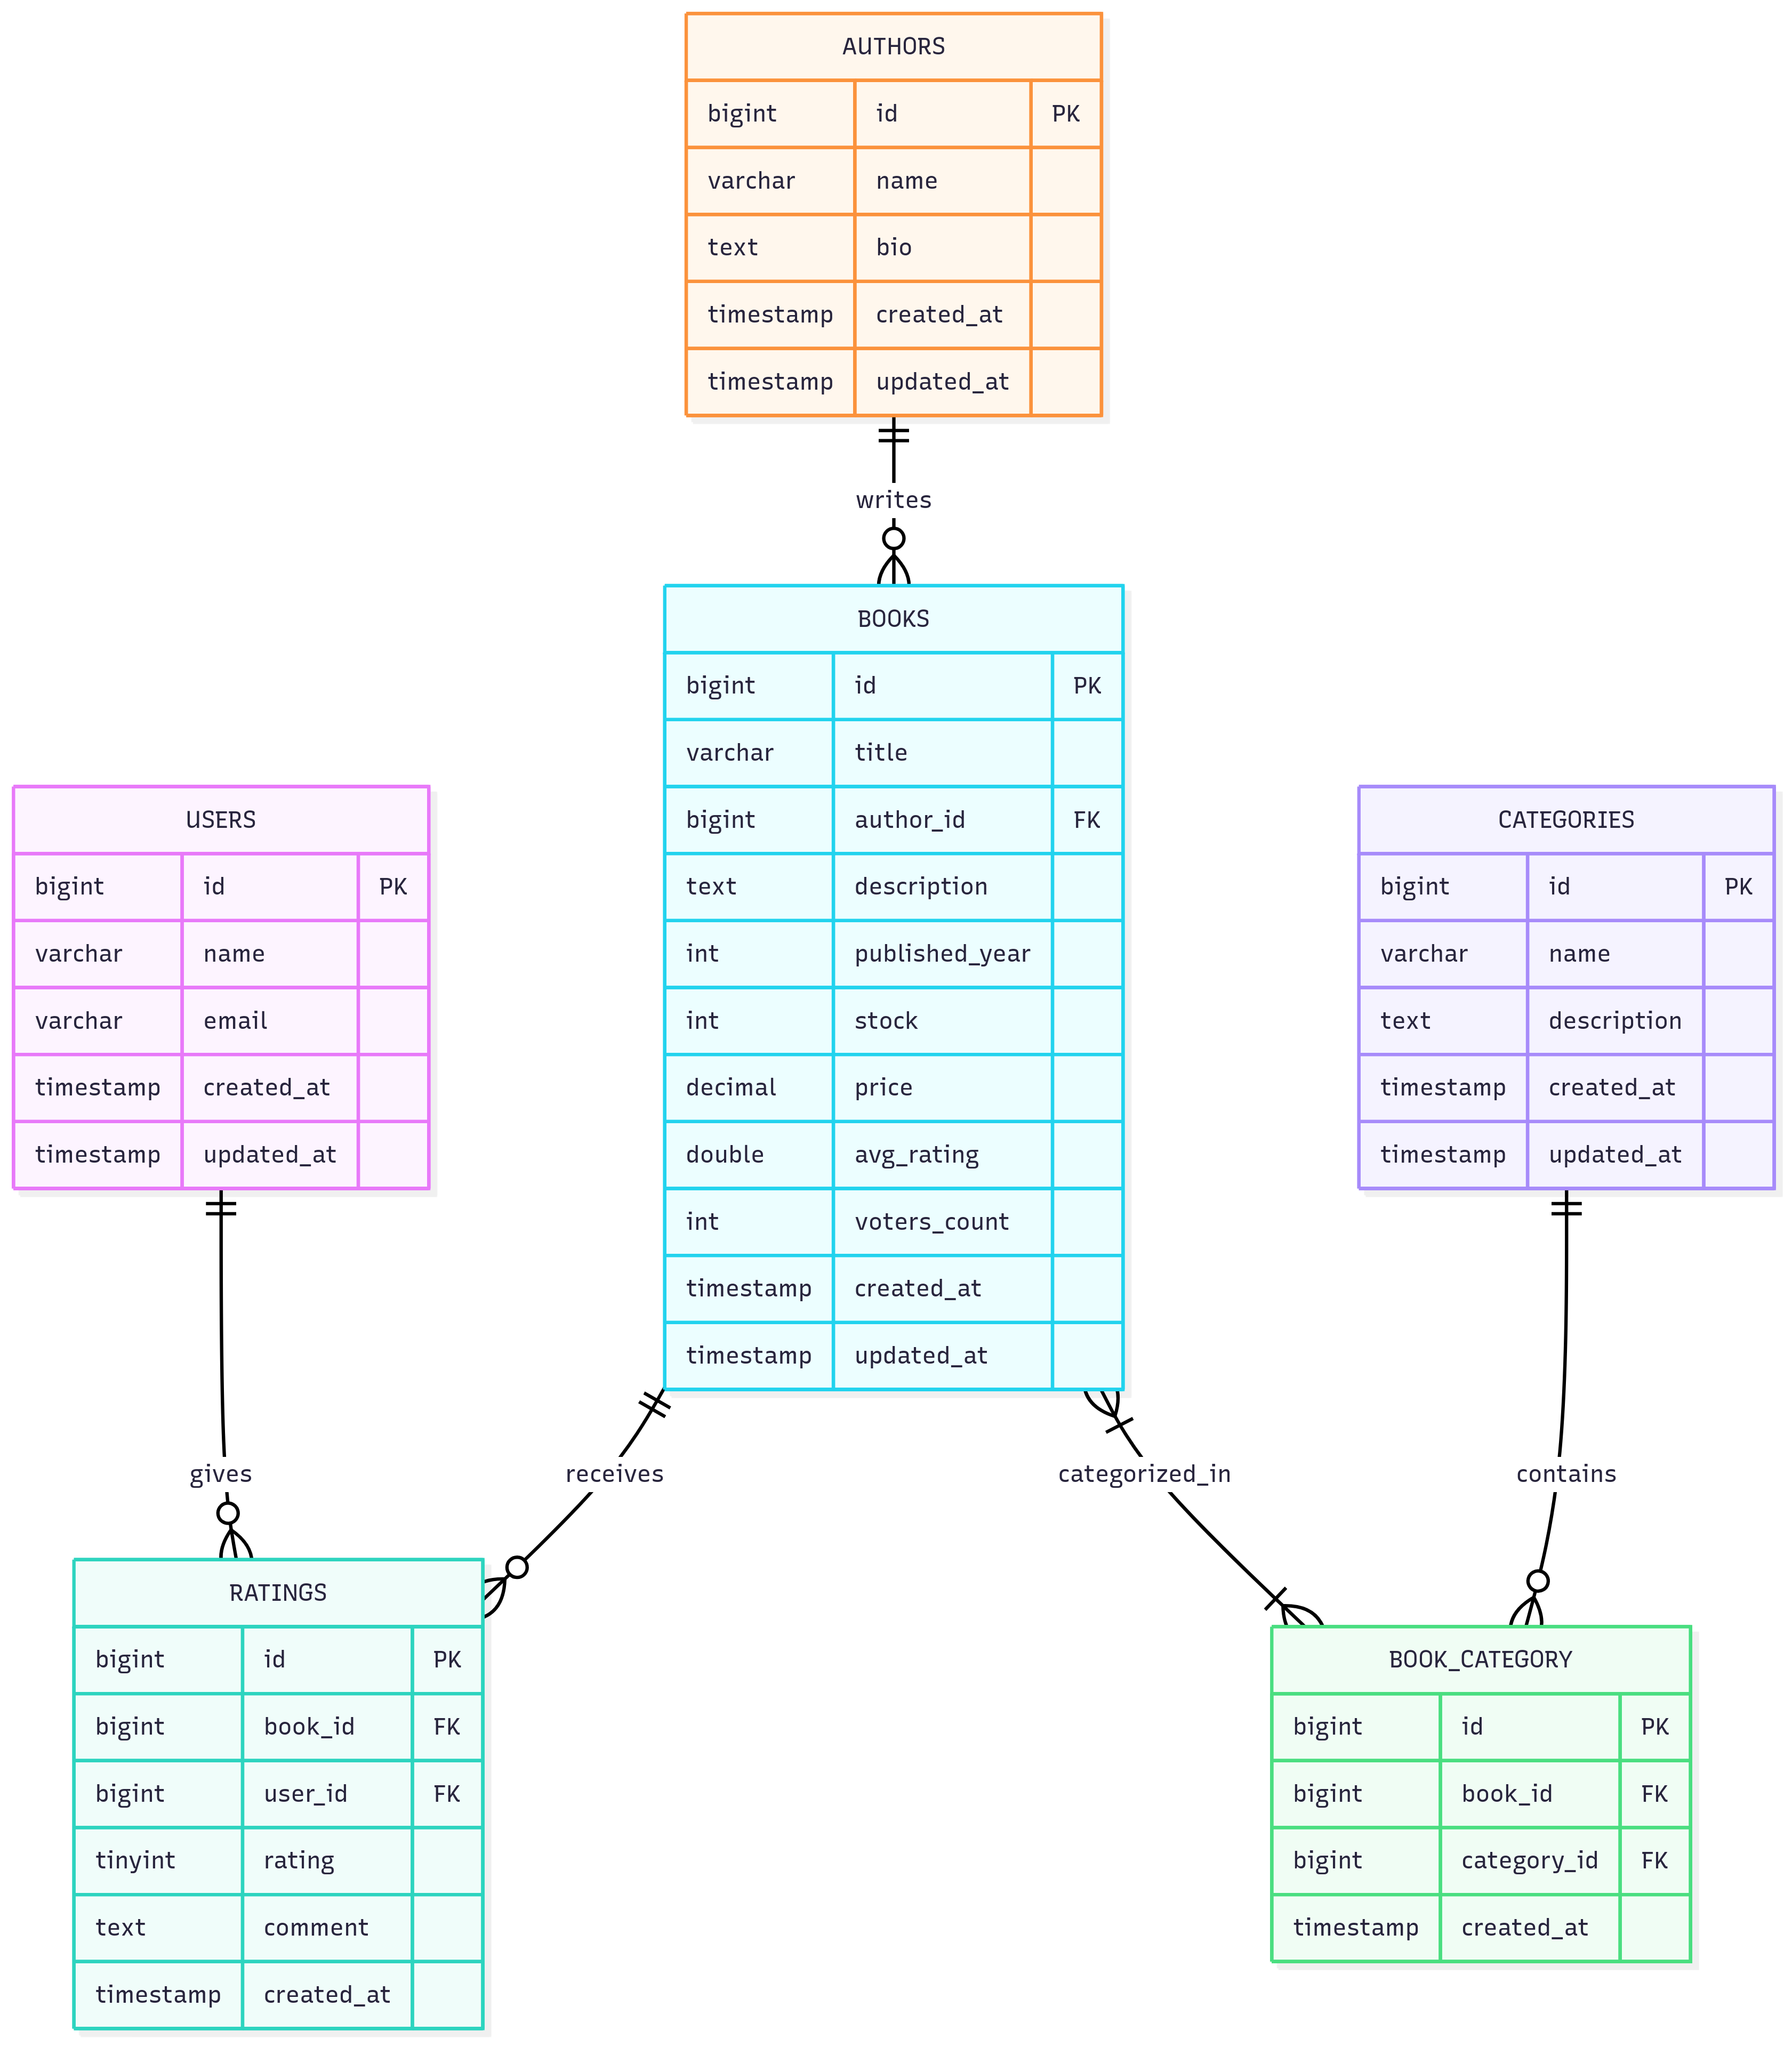 AUTHORS
bigint id PK
varchar name
text bio
timestamp created_at
timestamp updated_at
writes
BOOKS
bigint id PK
varchar title
bigint author_id FK
text description
int published_year
int stock
decimal price
double avg_rating
int voters_count
timestamp created_at
timestamp updated_at
USERS
bigint id PK
varchar name
varchar email
timestamp created_at
timestamp updated_at
CATEGORIES
bigint id PK
varchar name
text description
timestamp created_at
timestamp updated_at
gives
receives
categorized_in
contains
RATINGS
bigint id PK
bigint book_id FK
bigint user_id FK
tinyint rating
text comment
timestamp created_at
BOOK_CATEGORY
bigint id PK
bigint book_id FK
bigint category_id FK
timestamp created_at